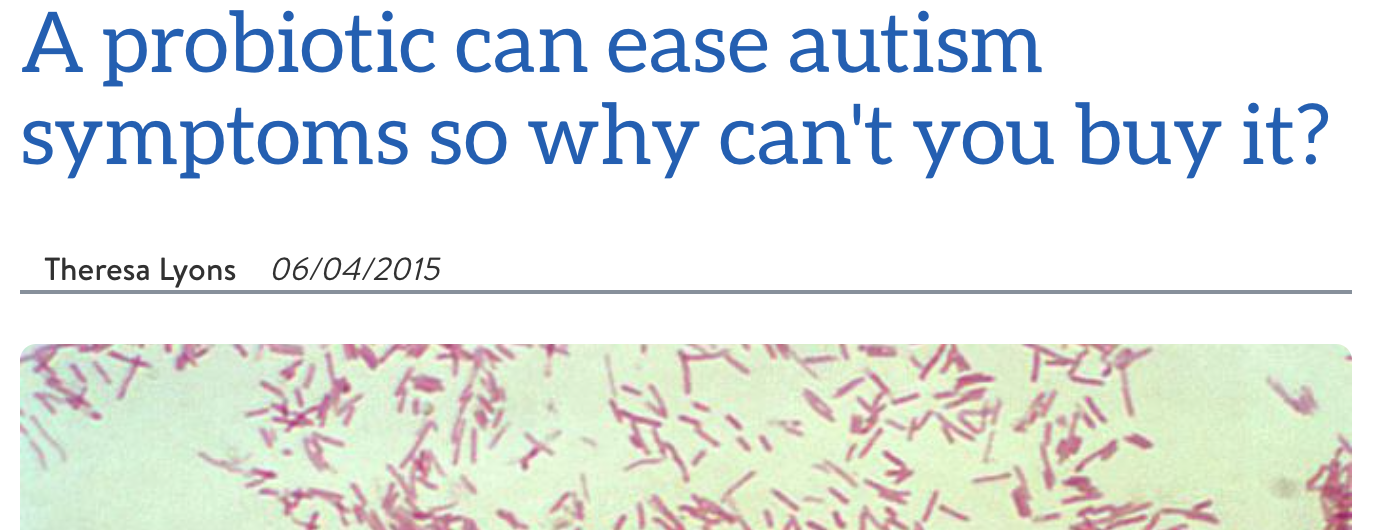 A probiotic can ease autism
symptoms so why can't you buy it?
Theresa Lyons 06/04/2015